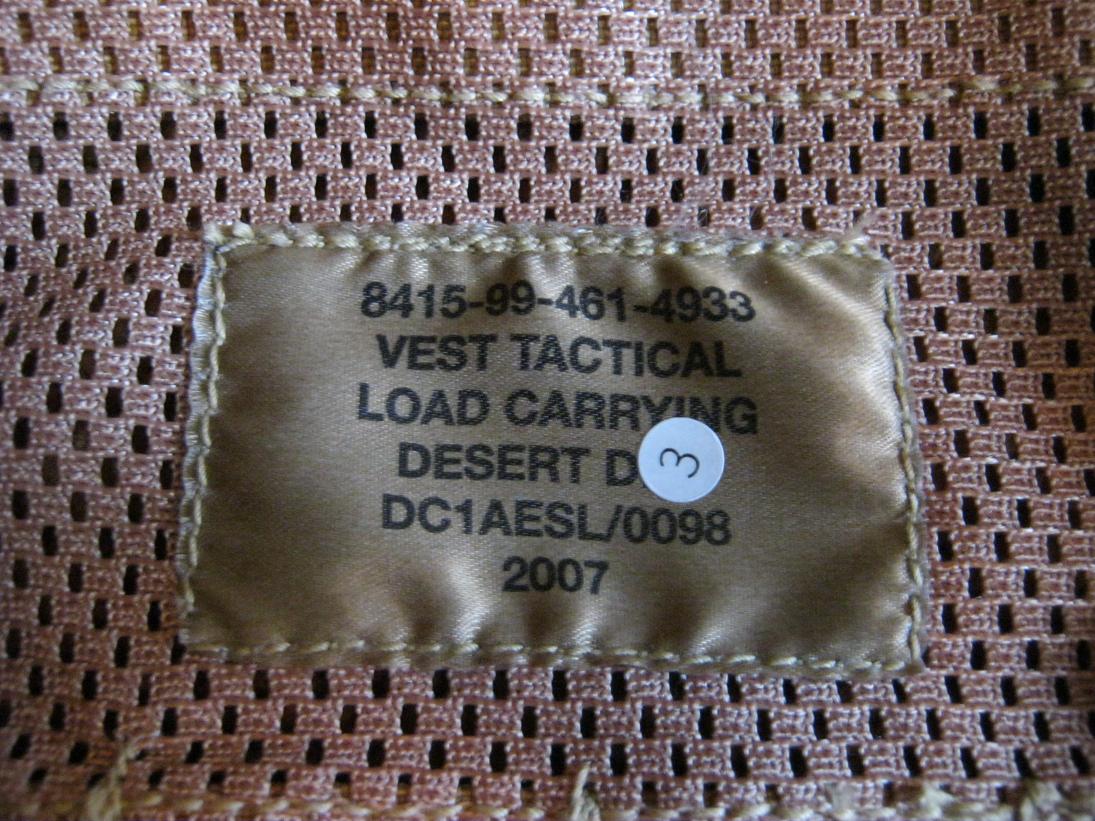 8415-99-461-4933
VEST TACTICAL
LOAD CARRYING
DESERT
3
DC1AESL/0098
2007